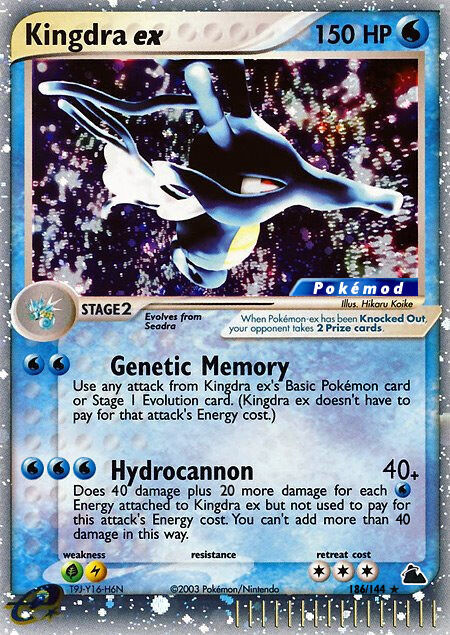 Kingdra ex 150 HP
Pokémod
Illus. Hikaru Koike
STAGE2
Evolves from
Seadra
When Pokémon-ex has been Knocked Out,
your opponent takes 2 Prize cards.
Genetic Memory
Use any attack from Kingdra ex's Basic Pokémon card
or Stage 1 Evolution card. (Kingdra ex doesn't have to
pay for that attack's Energy cost.)
Hydrocannon 40+
Does 40 damage plus 20 more damage for each
Energy attached to Kingdra ex but not used to pay for
this attack's Energy cost. You can't add more than 40
damage in this way.
weakness resistance retreat cost
19J-Y16-H6N
©2003 Pokémon/Nintendo
186/144
e